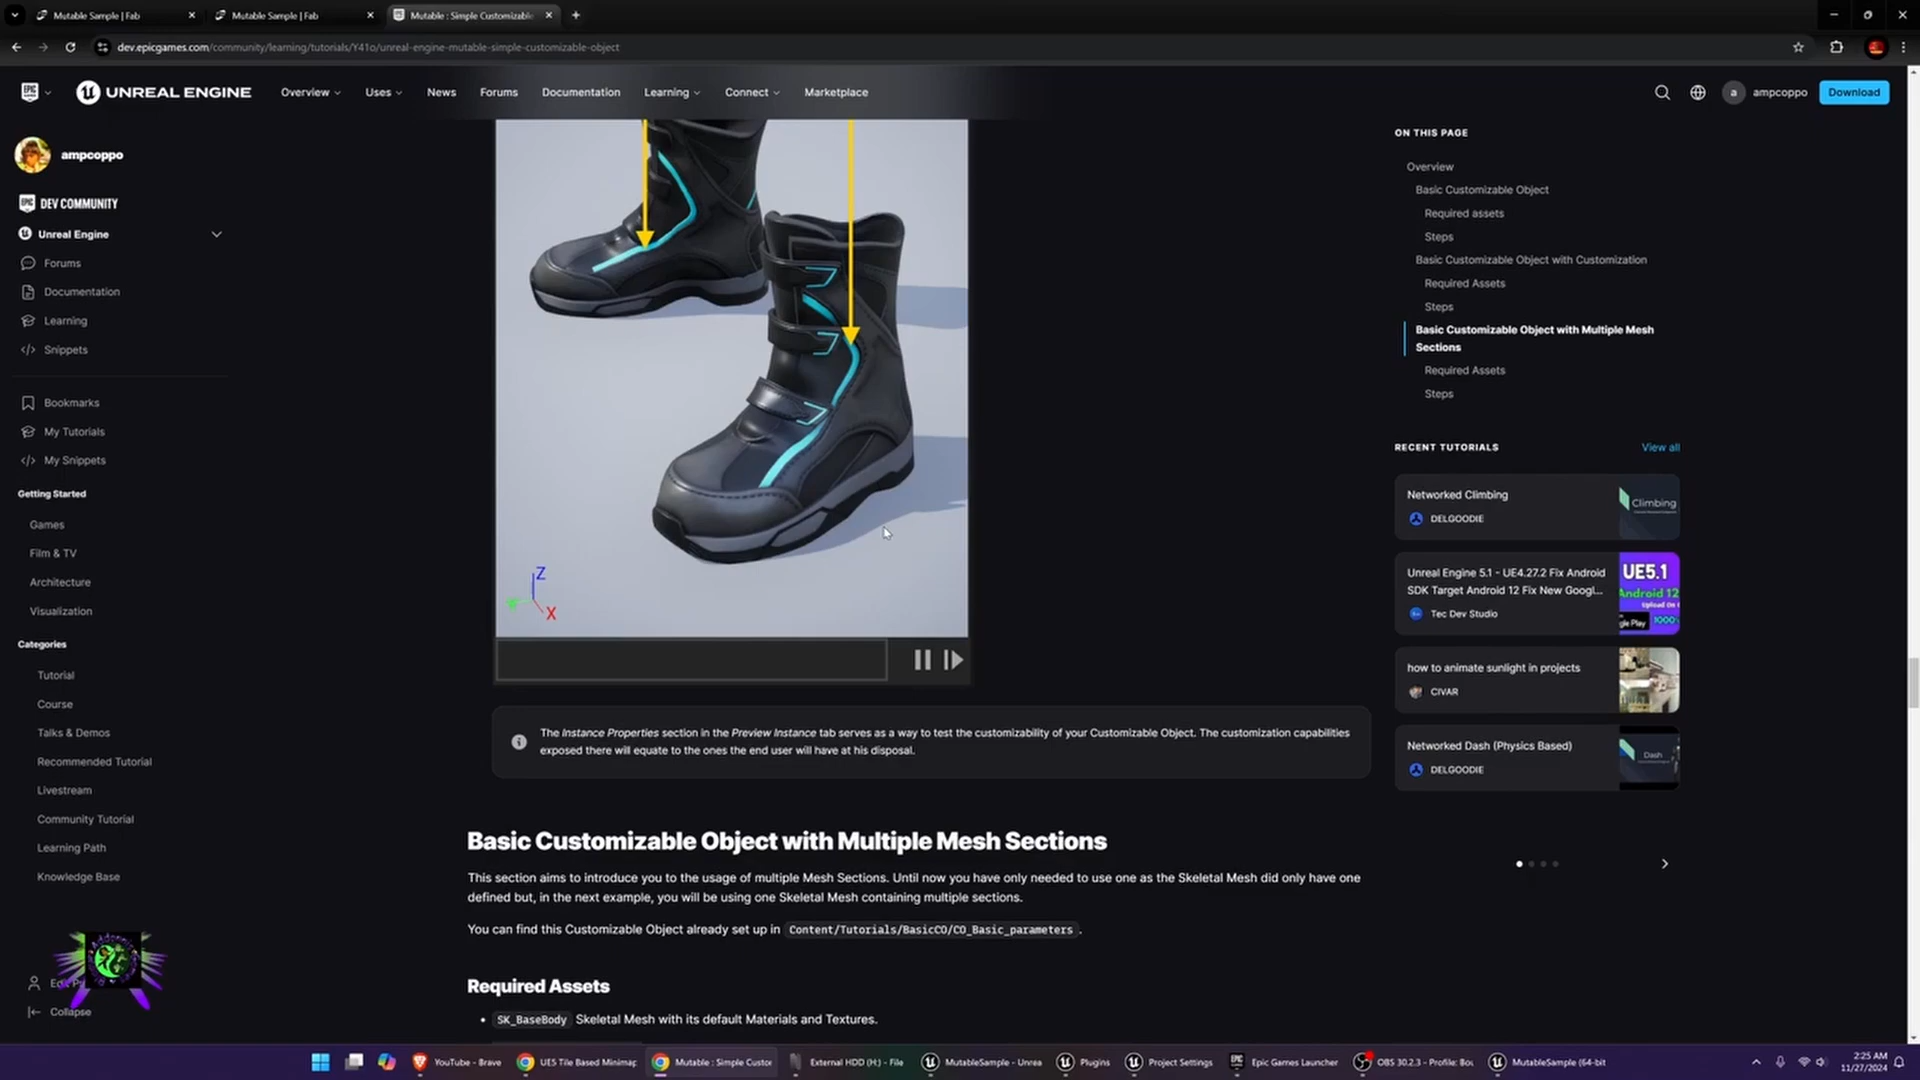 Mutable Sample | Fab
Mutable Sample | Fab
Mutable : Simple Customizable
dev.epicgames.com/community/learning/tutorials/Y41o/unreal-engine-mutable-simple-customizable-object
EPIC GAMES
UNREAL ENGINE
Overview
Uses
News
Forums
Documentation
Learning
Connect
Marketplace
a
ampcoppo
Download
ampcoppo
DEV COMMUNITY
Unreal Engine
Forums
Documentation
Learning
Snippets
Bookmarks
My Tutorials
My Snippets
Getting Started
Games
Film & TV
Architecture
Visualization
Categories
Tutorial
Course
Talks & Demos
Recommended Tutorial
Livestream
Community Tutorial
Learning Path
Knowledge Base
Collapse
Z
X
The Instance Properties section in the Preview Instance tab serves as a way to test the customizability of your Customizable Object. The customization capabilities
exposed there will equate to the ones the end user will have at his disposal.
Basic Customizable Object with Multiple Mesh Sections
This section aims to introduce you to the usage of multiple Mesh Sections. Until now you have only needed to use one as the Skeletal Mesh did only have one
defined but, in the next example, you will be using one Skeletal Mesh containing multiple sections.
You can find this Customizable Object already set up in Content/Tutorials/BasicCO/CO_Basic_parameters .
Required Assets
• SK_BaseBody Skeletal Mesh with its default Materials and Textures.
ON THIS PAGE
Overview
Basic Customizable Object
Required assets
Steps
Basic Customizable Object with Customization
Required Assets
Steps
Basic Customizable Object with Multiple Mesh
Sections
Required Assets
Steps
RECENT TUTORIALS
View all
Networked Climbing
DELGOODIE
Climbing
Unreal Engine 5.1 - UE4.27.2 Fix Android
SDK Target Android 12 Fix New Googl...
Tec Dev Studio
UE5.1
Android 12
how to animate sunlight in projects
CIVAR
Networked Dash (Physics Based)
DELGOODIE
Dash
YouTube - Brave
UE5 Tile Based Minimap
Mutable : Simple Custor
External HDD (H:) - File
MutableSample - Unrea
Plugins
Project Settings
Epic Games Launcher
OBS 30.2.3 - Profile: Bou
MutableSample (64-bit
2:25 AM
11/27/2024